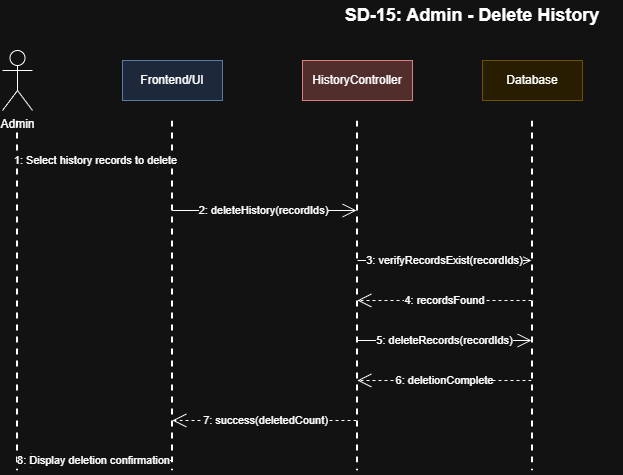 SD-15: Admin - Delete History
Frontend/UI
HistoryController
Database
Admin
1: Select history records to delete
2: deleteHistory(recordIds)
3: verifyRecordsExist(recordIds)
4: recordsFound
5: deleteRecords(recordIds)
6: deletionComplete
7: success(deletedCount)
8: Display deletion confirmation